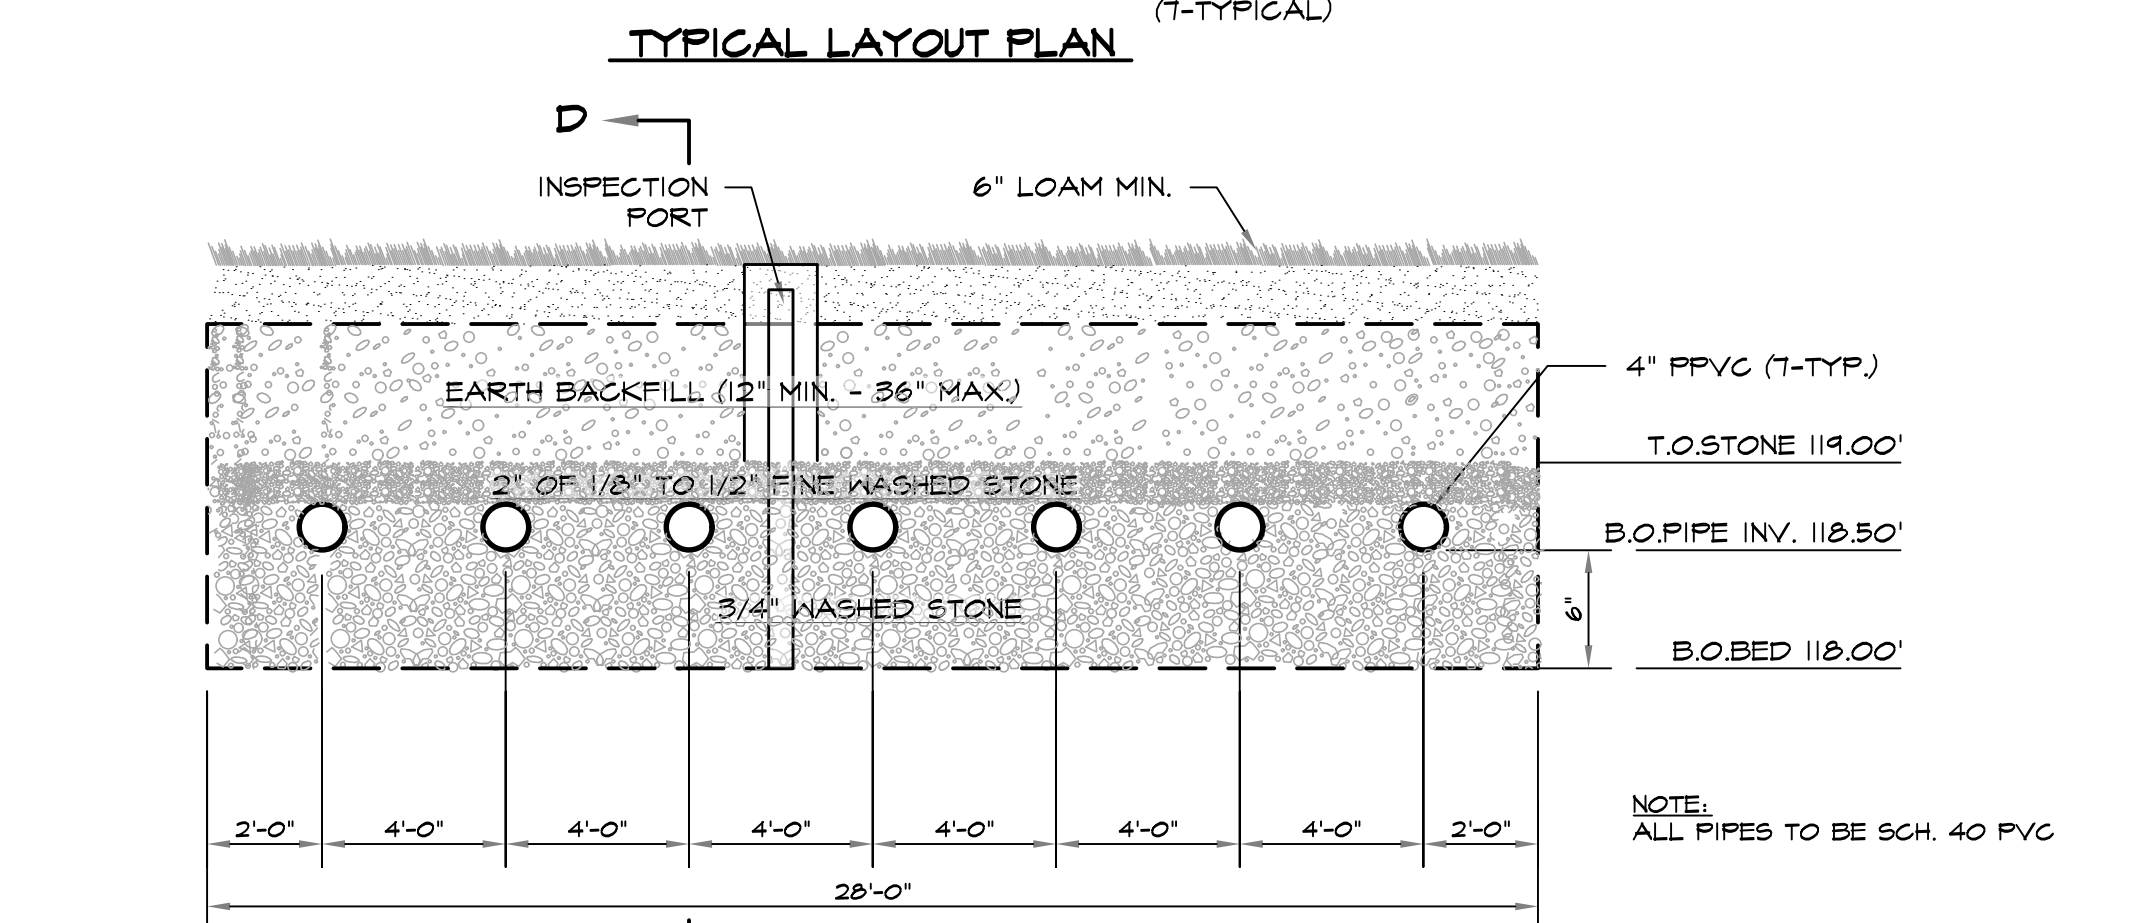 (7-TYPICAL)
TYPICAL LAYOUT PLAN
D
INSPECTION
PORT
6" LOAM MIN.
EARTH BACKFILL (12" MIN. - 36" MAX.)
4" PPVC (7-TYP.)
T.O.STONE 119.00'
2" OF 1/8" TO 1/2" FINE WASHED STONE
B.O.PIPE INV. 118.50'
3/4" WASHED STONE
6"
B.O.BED 118.00'
NOTE:
ALL PIPES TO BE SCH. 40 PVC
2'-0" 4'-0" 4'-0" 4'-0" 4'-0" 4'-0" 4'-0" 2'-0"
28'-0"